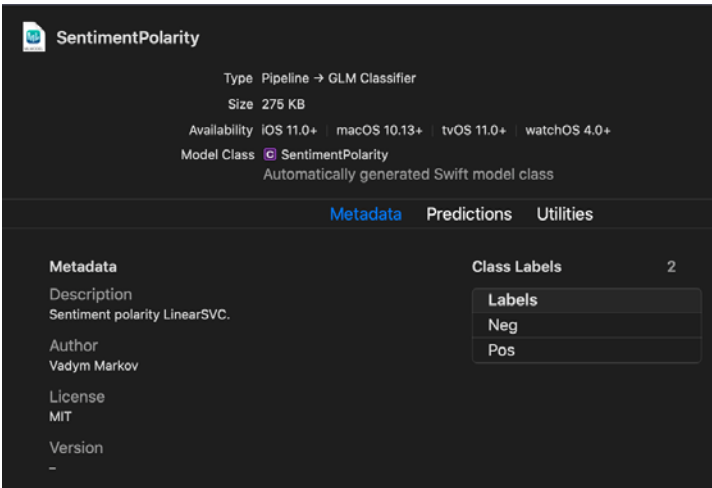 SentimentPolarity
Type Pipeline → GLM Classifier
Size 275 KB
Availability iOS 11.0+ | macOS 10.13+ | tvOS 11.0+ | watchOS 4.0+
Model Class C SentimentPolarity
Automatically generated Swift model class
Metadata Predictions Utilities
Metadata
Description
Sentiment polarity LinearSVC.
Author
Vadym Markov
License
MIT
Version
–
Class Labels 2
Labels
Neg
Pos